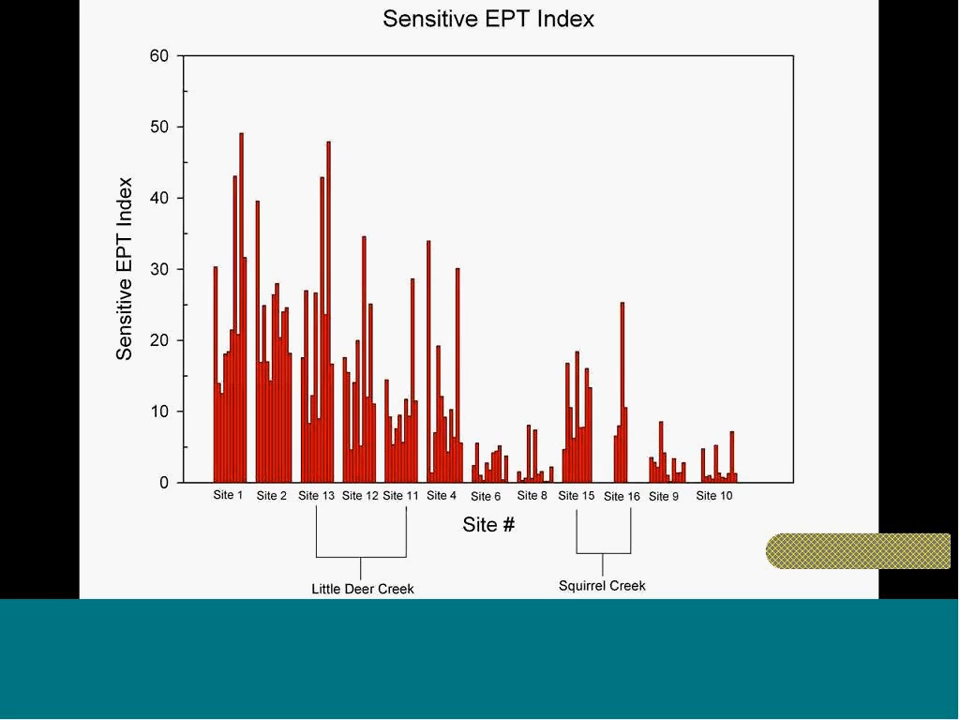 Sensitive EPT Index
60
50
40
30
20
10
0
Sensitive EPT Index
Site 1 Site 2 Site 13 Site 12 Site 11 Site 4 Site 6 Site 8 Site 15 Site 16 Site 9 Site 10
Site #
Little Deer Creek
Squirrel Creek